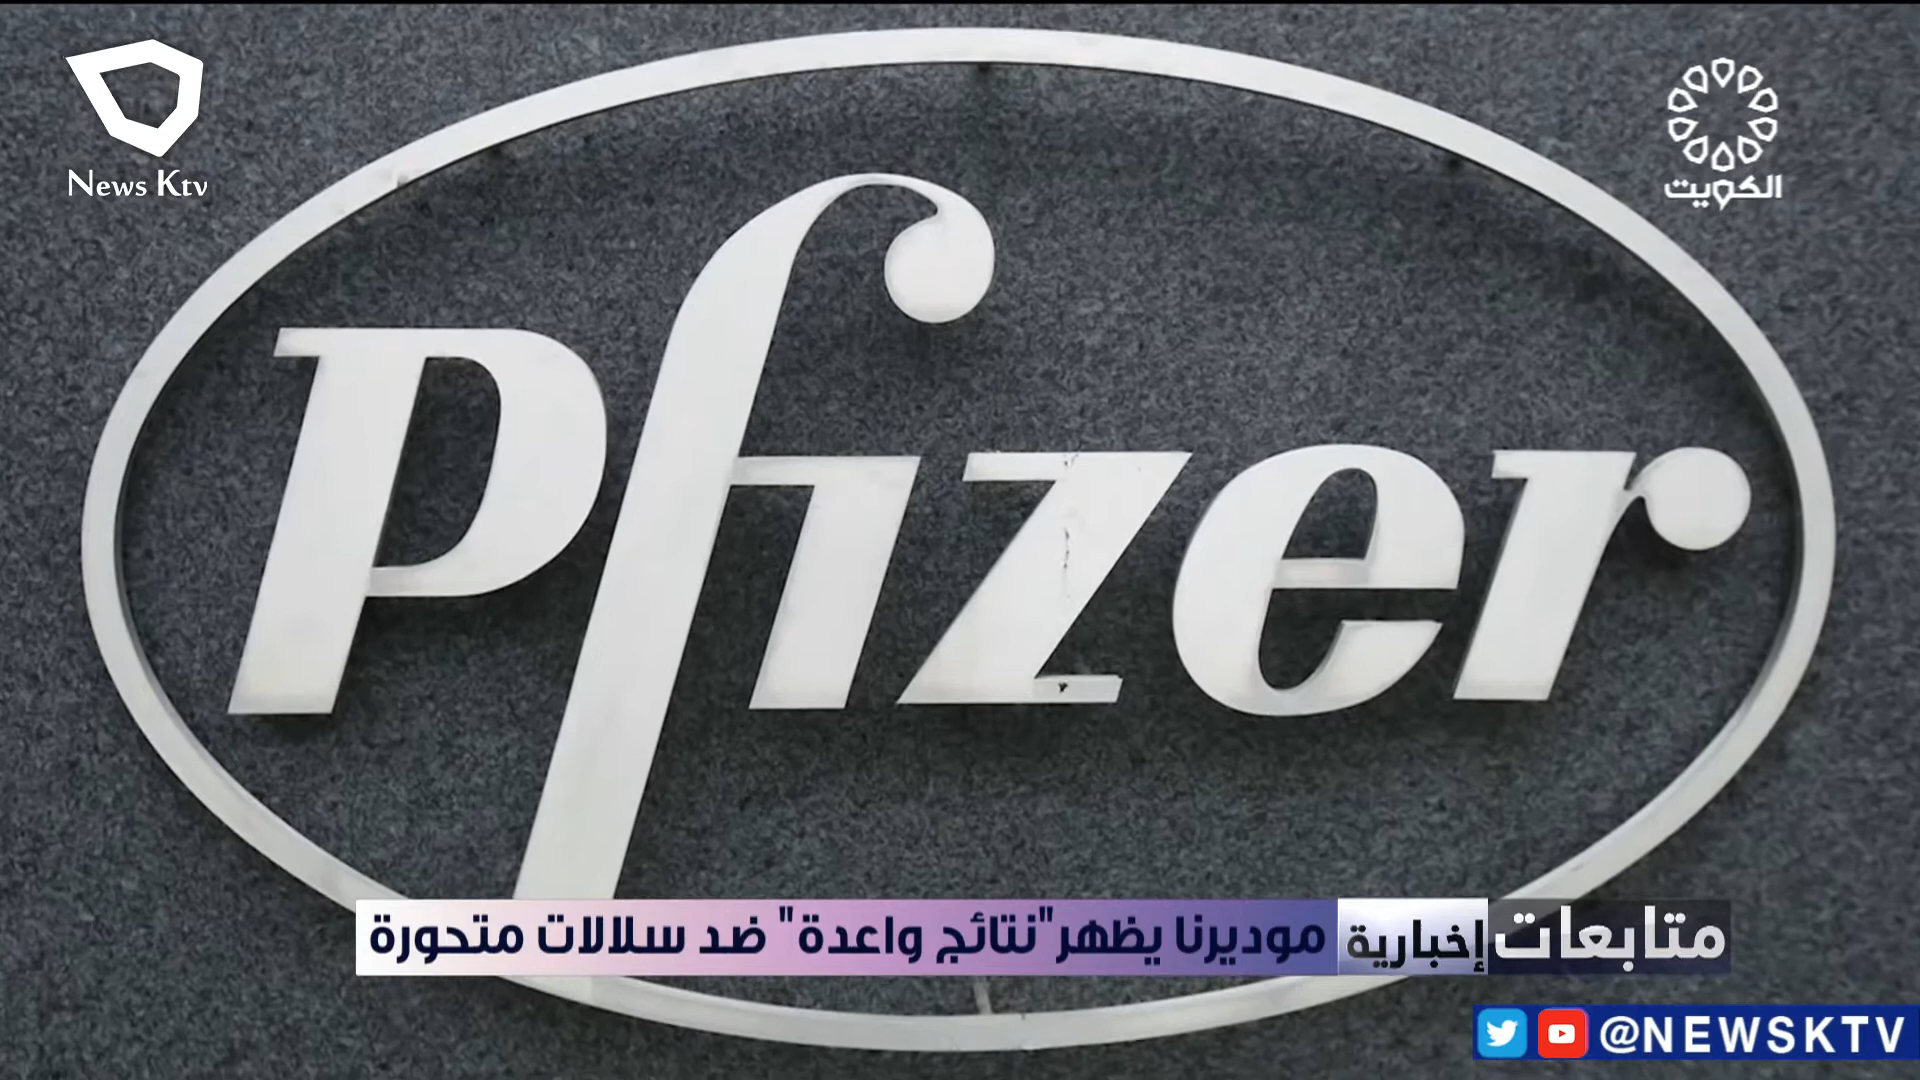 News Ktv
الكويت
Pfizer
متابعات إخبارية
موديرنا يظهر"نتائج واعدة" ضد سلالات متحورة
@NEWSKTV